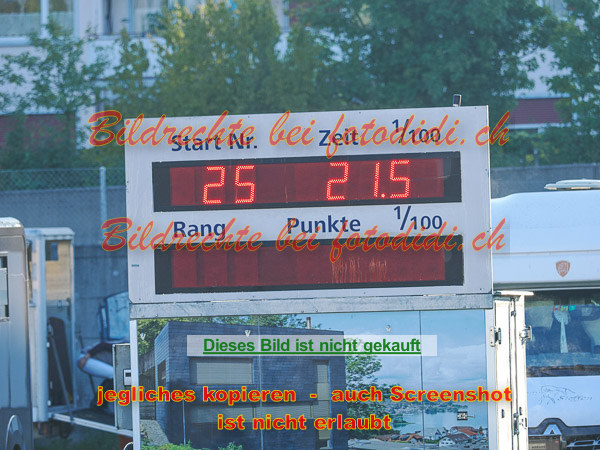 Bildrechte bei fotodidi.ch
Start Nr. Zeit 1/100
25 21.5
Rang Punkte 1/100
Bildrechte bei fotodidi.ch
Dieses Bild ist nicht gekauft
jegliches kopieren - auch Screenshot
ist nicht erlaubt